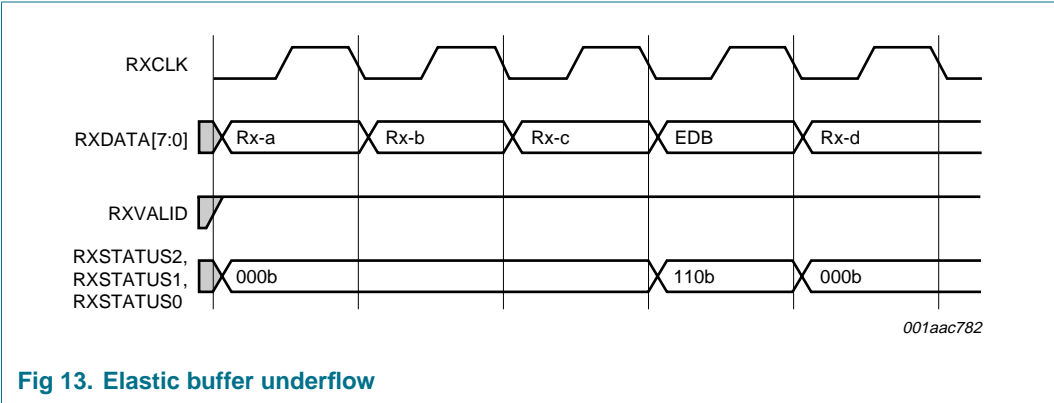 RXCLK
RXDATA[7:0] Rx-a Rx-b Rx-c EDB Rx-d
RXVALID
RXSTATUS2,
RXSTATUS1,
RXSTATUS0
000b 110b 000b
001aac782
Fig 13. Elastic buffer underflow